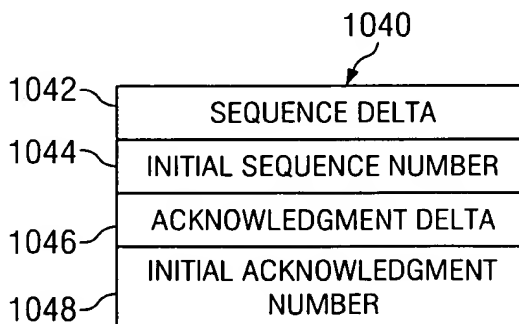 1040
1042
SEQUENCE DELTA
1044
INITIAL SEQUENCE NUMBER
1046
ACKNOWLEDGMENT DELTA
1048
INITIAL ACKNOWLEDGMENT
NUMBER